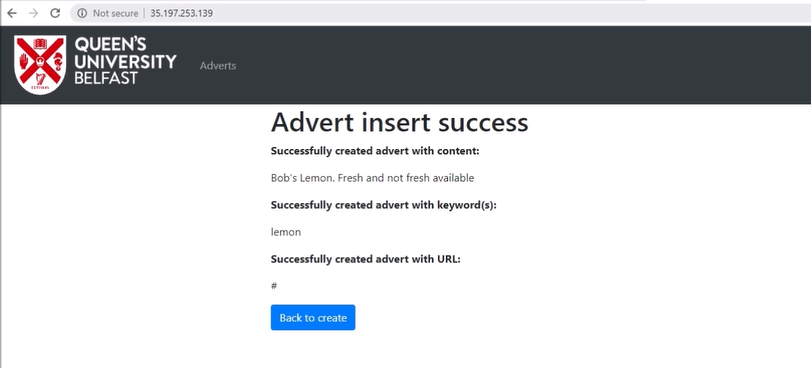 Not secure | 35.197.253.139
QUEEN'S
UNIVERSITY
BELFAST
Adverts
Advert insert success
Successfully created advert with content:
Bob's Lemon. Fresh and not fresh available
Successfully created advert with keyword(s):
lemon
Successfully created advert with URL:
#
Back to create